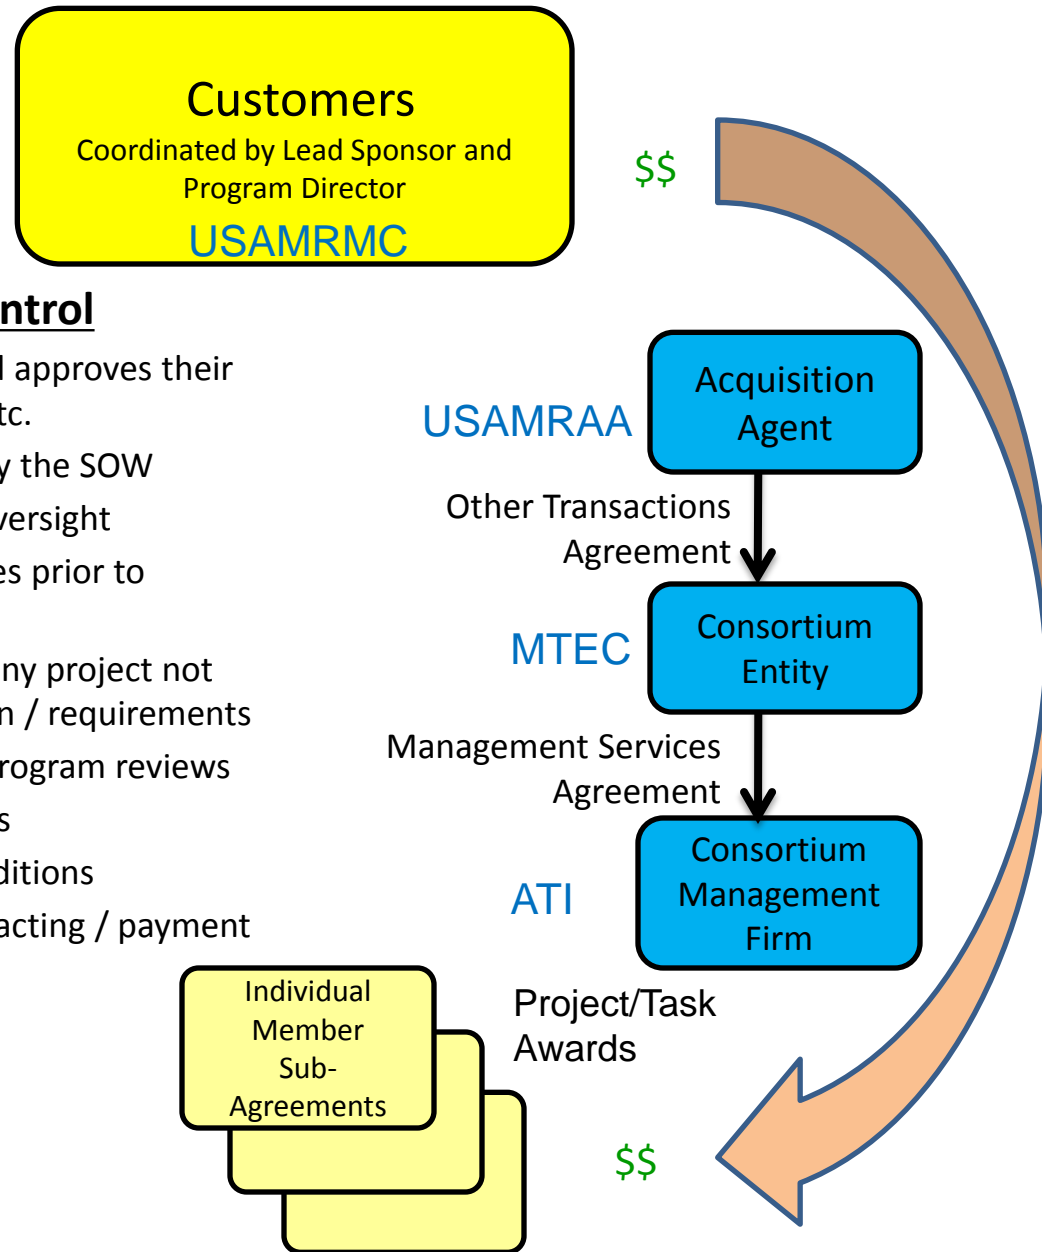 Customers
Coordinated by Lead Sponsor and
Program Director
USAMRMC
$$
ntrol
approves their
tc.
y the SOW
versight
es prior to
ny project not
n / requirements
rogram reviews
s
ditions
acting / payment
USAMRAA
Acquisition
Agent
Other Transactions
Agreement
MTEC
Consortium
Entity
Management Services
Agreement
ATI
Consortium
Management
Firm
Individual
Member
Sub-
Agreements
Project/Task
Awards
$$